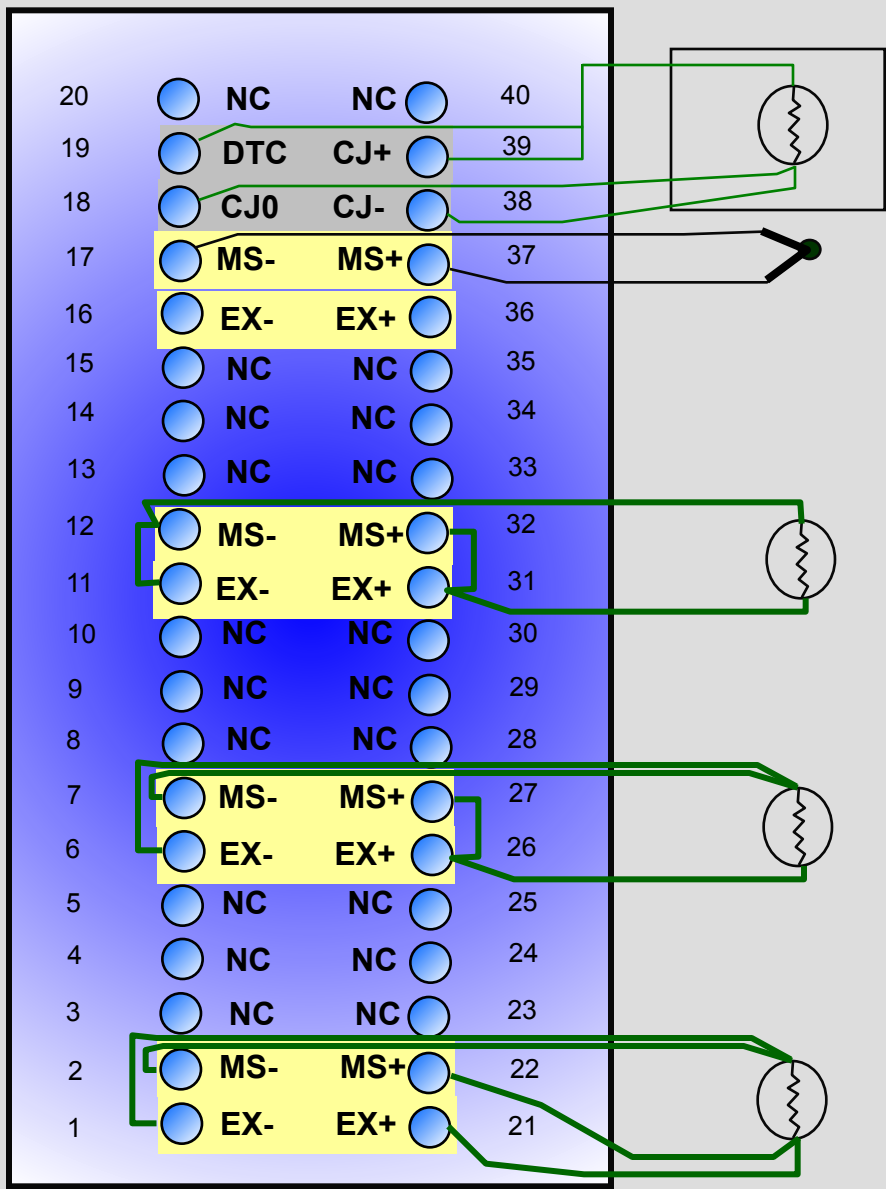 20 NC NC 40
19 DTC CJ+ 39
18 CJ0 CJ- 38
17 MS- MS+ 37
16 EX- EX+ 36
15 NC NC 35
14 NC NC 34
13 NC NC 33
12 MS- MS+ 32
11 EX- EX+ 31
10 NC NC 30
9 NC NC 29
8 NC NC 28
7 MS- MS+ 27
6 EX- EX+ 26
5 NC NC 25
4 NC NC 24
3 NC NC 23
2 MS- MS+ 22
1 EX- EX+ 21